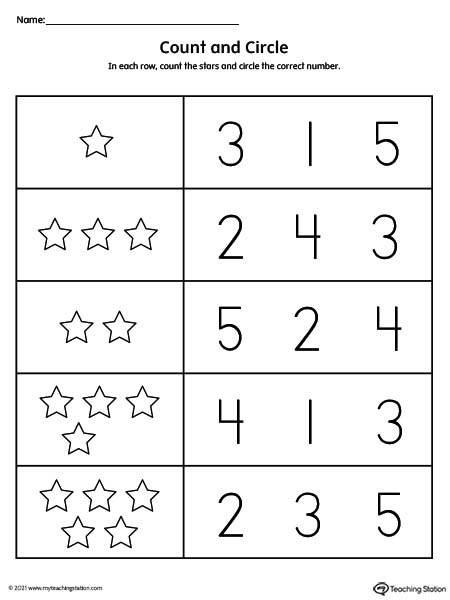 Name:
Count and Circle
In each row, count the stars and circle the correct number.
3 1 5
2 4 3
5 2 4
4 1 3
2 3 5
© 2021 www.myteachingstation.com
Teaching Station